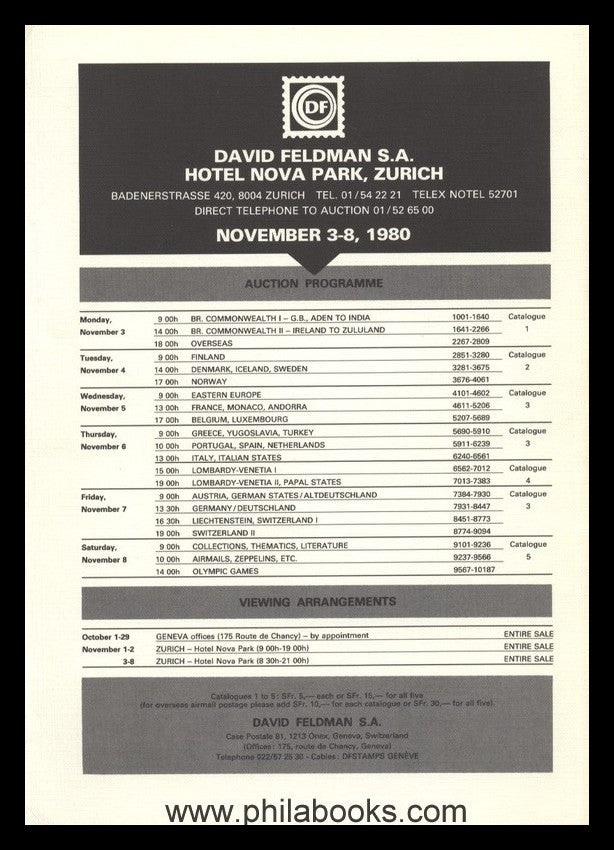 DF
DAVID FELDMAN S.A.
HOTEL NOVA PARK, ZURICH
BADENERSTRASSE 420, 8004 ZURICH TEL. 01/54 22 21 TELEX NOTEL 52701
DIRECT TELEPHONE TO AUCTION 01/52 65 00
NOVEMBER 3-8, 1980
AUCTION PROGRAMME
Monday, 9 00h BR. COMMONWEALTH I – G.B., ADEN TO INDIA 1001-1640 Catalogue
November 3 14 00h BR. COMMONWEALTH II – IRELAND TO ZULULAND 1641-2266 1
18 00h OVERSEAS 2267-2809
Tuesday, 9 00h FINLAND 2851-3280 Catalogue
November 4 14 00h DENMARK, ICELAND, SWEDEN 3281-3675 2
17 00h NORWAY 3676-4061
Wednesday, 9 00h EASTERN EUROPE 4101-4602 Catalogue
November 5 13 00h FRANCE, MONACO, ANDORRA 4611-5206 3
17 00h BELGIUM, LUXEMBOURG 5207-5689
Thursday, 9 00h GREECE, YUGOSLAVIA, TURKEY 5690-5910 Catalogue
November 6 10 00h PORTUGAL, SPAIN, NETHERLANDS 5911-6239 3
13 00h ITALY, ITALIAN STATES 6240-6561
15 00h LOMBARDY-VENETIA I 6562-7012 Catalogue
19 00h LOMBARDY-VENETIA II, PAPAL STATES 7013-7383 4
Friday, 9 00h AUSTRIA, GERMAN STATES/ALTDEUTSCHLAND 7384-7930 Catalogue
November 7 13 30h GERMANY/DEUTSCHLAND 7931-8447 3
16 30h LIECHTENSTEIN, SWITZERLAND I 8451-8773
19 00h SWITZERLAND II 8774-9094
Saturday, 9 00h COLLECTIONS, THEMATICS, LITERATURE 9101-9236 Catalogue
November 8 10 00h AIRMAILS, ZEPPELINS, ETC. 9237-9566 5
14 00h OLYMPIC GAMES 9567-10187
VIEWING ARRANGEMENTS
October 1-29 GENEVA offices (175 Route de Chancy) – by appointment ENTIRE SALE
November 1-2 ZURICH – Hotel Nova Park (9 00h-19 00h) ENTIRE SALE
3-8 ZURICH – Hotel Nova Park (8 30h-21 00h) ENTIRE SALE
Catalogues 1 to 5: SFr. 5,— each or SFr. 15,— for all five
(for overseas airmail postage please add SFr. 10,— for each catalogue or SFr. 30,— for all five).
DAVID FELDMAN S.A.
Case Postale 81, 1213 Onex, Geneva, Switzerland
(Offices: 175, route de Chancy, Geneva)
Telephone 022/57 25 30 - Cables: DFSTAMPS GENÈVE
www.philabooks.com